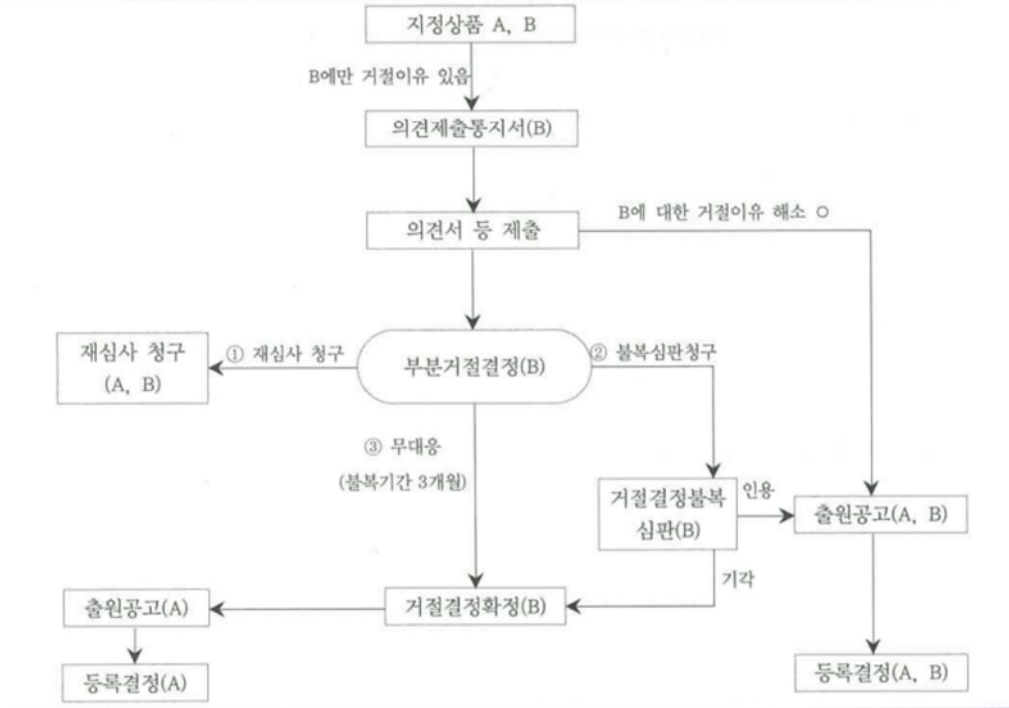 지정상품 A, B
B에만 거절이유 있음
의견제출통지서(B)
의견서 등 제출
B에 대한 거절이유 해소 ○
재심사 청구
(A, B)
① 재심사 청구
부분거절결정(B)
② 불복심판청구
③ 무대응
(불복기간 3개월)
거절결정불복
심판(B)
인용
출원공고(A, B)
기각
출원공고(A)
거절결정확정(B)
등록결정(A)
등록결정(A, B)